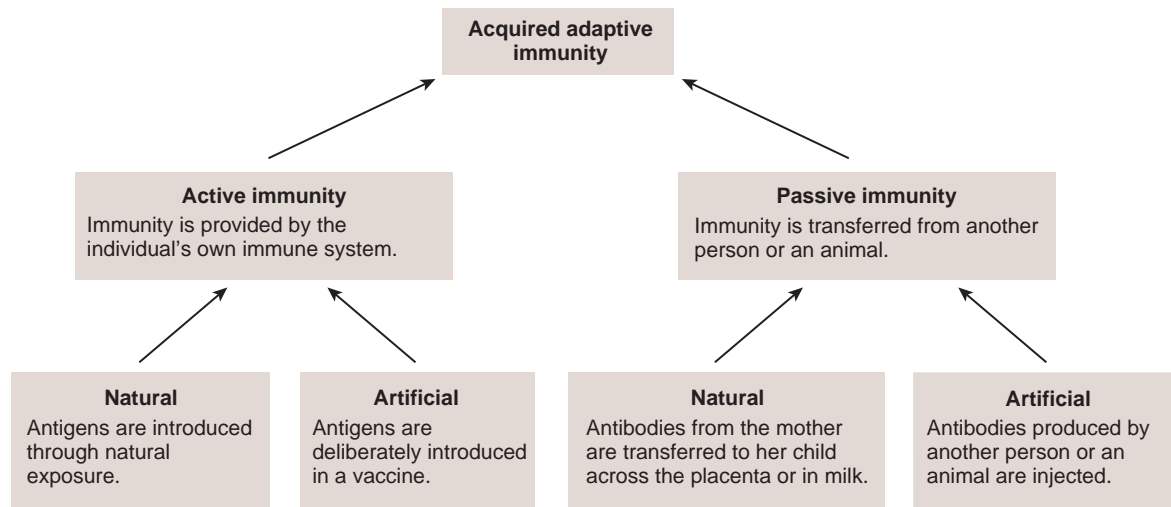 Acquired adaptive
immunity
Active immunity
Immunity is provided by the
individual’s own immune system.
Passive immunity
Immunity is transferred from another
person or an animal.
Natural
Antigens are introduced
through natural
exposure.
Artificial
Antigens are
deliberately introduced
in a vaccine.
Natural
Antibodies from the mother
are transferred to her child
across the placenta or in milk.
Artificial
Antibodies produced by
another person or an
animal are injected.